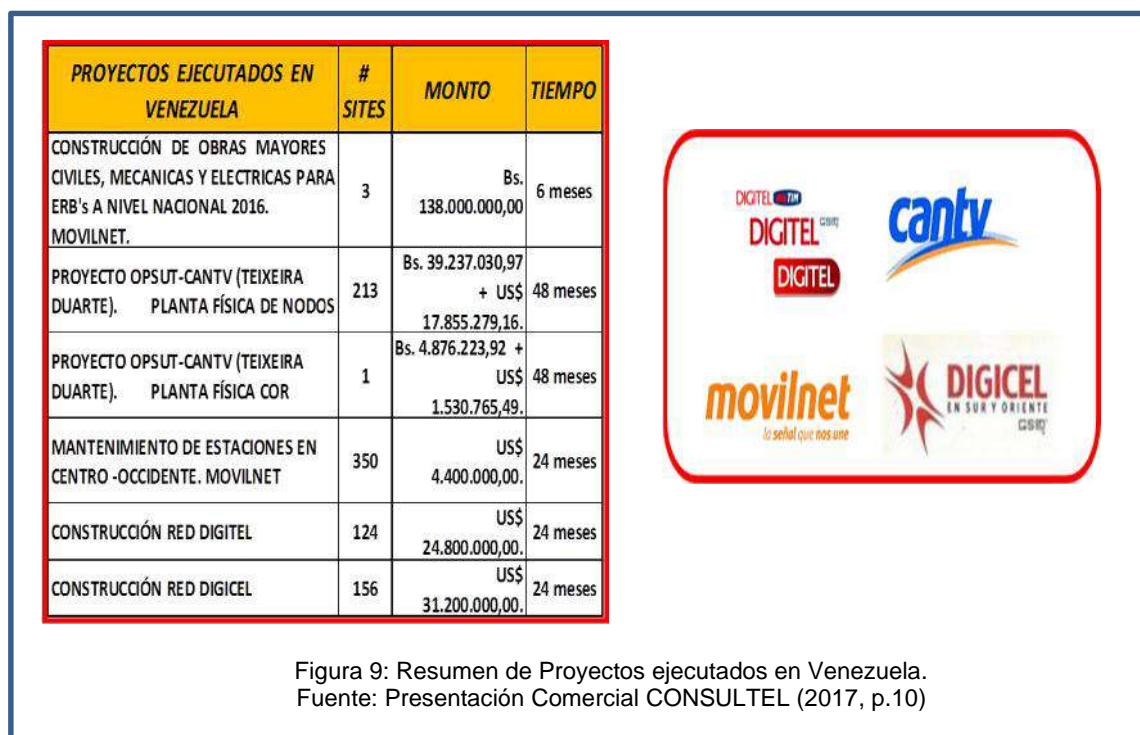 PROYECTOS EJECUTADOS EN
VENEZUELA
#
SITES
MONTO
TIEMPO
CONSTRUCCIÓN DE OBRAS MAYORES
CIVILES, MECANICAS Y ELECTRICAS PARA
ERB's A NIVEL NACIONAL 2016.
MOVILNET.
3
Bs.
138.000.000,00
6 meses
PROYECTO OPSUT-CANTV (TEIXEIRA
DUARTE). PLANTA FÍSICA DE NODOS
213
Bs. 39.237.030,97
+ US$
17.855.279,16.
48 meses
PROYECTO OPSUT-CANTV (TEIXEIRA
DUARTE). PLANTA FÍSICA COR
1
Bs. 4.876.223,92 +
US$
1.530.765,49.
48 meses
MANTENIMIENTO DE ESTACIONES EN
CENTRO -OCCIDENTE. MOVILNET
350
US$
4.400.000,00.
24 meses
CONSTRUCCIÓN RED DIGITEL
124
US$
24.800.000,00.
24 meses
CONSTRUCCIÓN RED DIGICEL
156
US$
31.200.000,00.
24 meses
DIGITEL TIM
DIGITEL GSM
DIGITEL
cantv
movilnet
la señal que nos une
DIGICEL
EN SUR Y ORIENTE
GSM
Figura 9: Resumen de Proyectos ejecutados en Venezuela.
Fuente: Presentación Comercial CONSULTEL (2017, p.10)